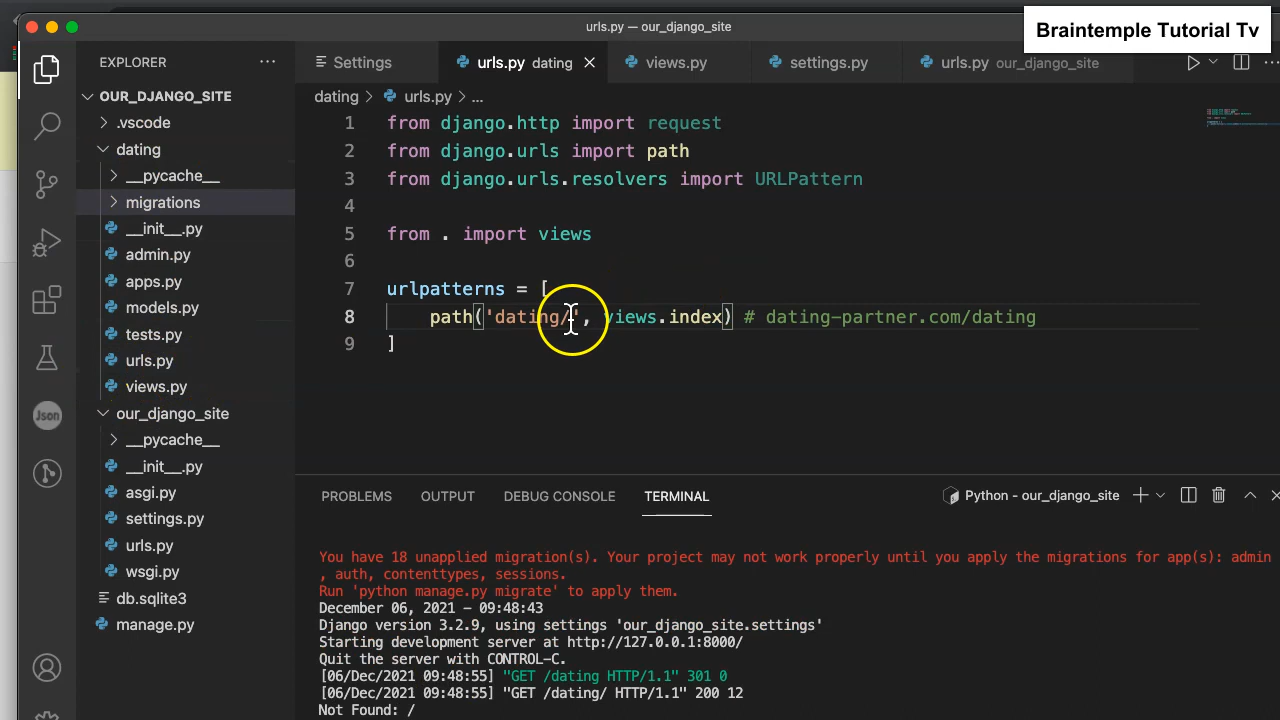 urls.py — our_django_site
Braintemple Tutorial Tv
EXPLORER
Settings
urls.py dating
views.py
settings.py
urls.py our_django_site
OUR_DJANGO_SITE
.vscode
dating
__pycache__
migrations
__init__.py
admin.py
apps.py
models.py
tests.py
urls.py
views.py
our_django_site
__pycache__
__init__.py
asgi.py
settings.py
urls.py
wsgi.py
db.sqlite3
manage.py
Json
dating > urls.py > ...
1 from django.http import request
2 from django.urls import path
3 from django.urls.resolvers import URLPattern
4
5 from . import views
6
7 urlpatterns = [
8 path('dating/', views.index) # dating-partner.com/dating
9 ]
PROBLEMS
OUTPUT
DEBUG CONSOLE
TERMINAL
Python - our_django_site
You have 18 unapplied migration(s). Your project may not work properly until you apply the migrations for app(s): admin
, auth, contenttypes, sessions.
Run 'python manage.py migrate' to apply them.
December 06, 2021 - 09:48:43
Django version 3.2.9, using settings 'our_django_site.settings'
Starting development server at http://127.0.0.1:8000/
Quit the server with CONTROL-C.
[06/Dec/2021 09:48:55] "GET /dating HTTP/1.1" 301 0
[06/Dec/2021 09:48:55] "GET /dating/ HTTP/1.1" 200 12
Not Found: /